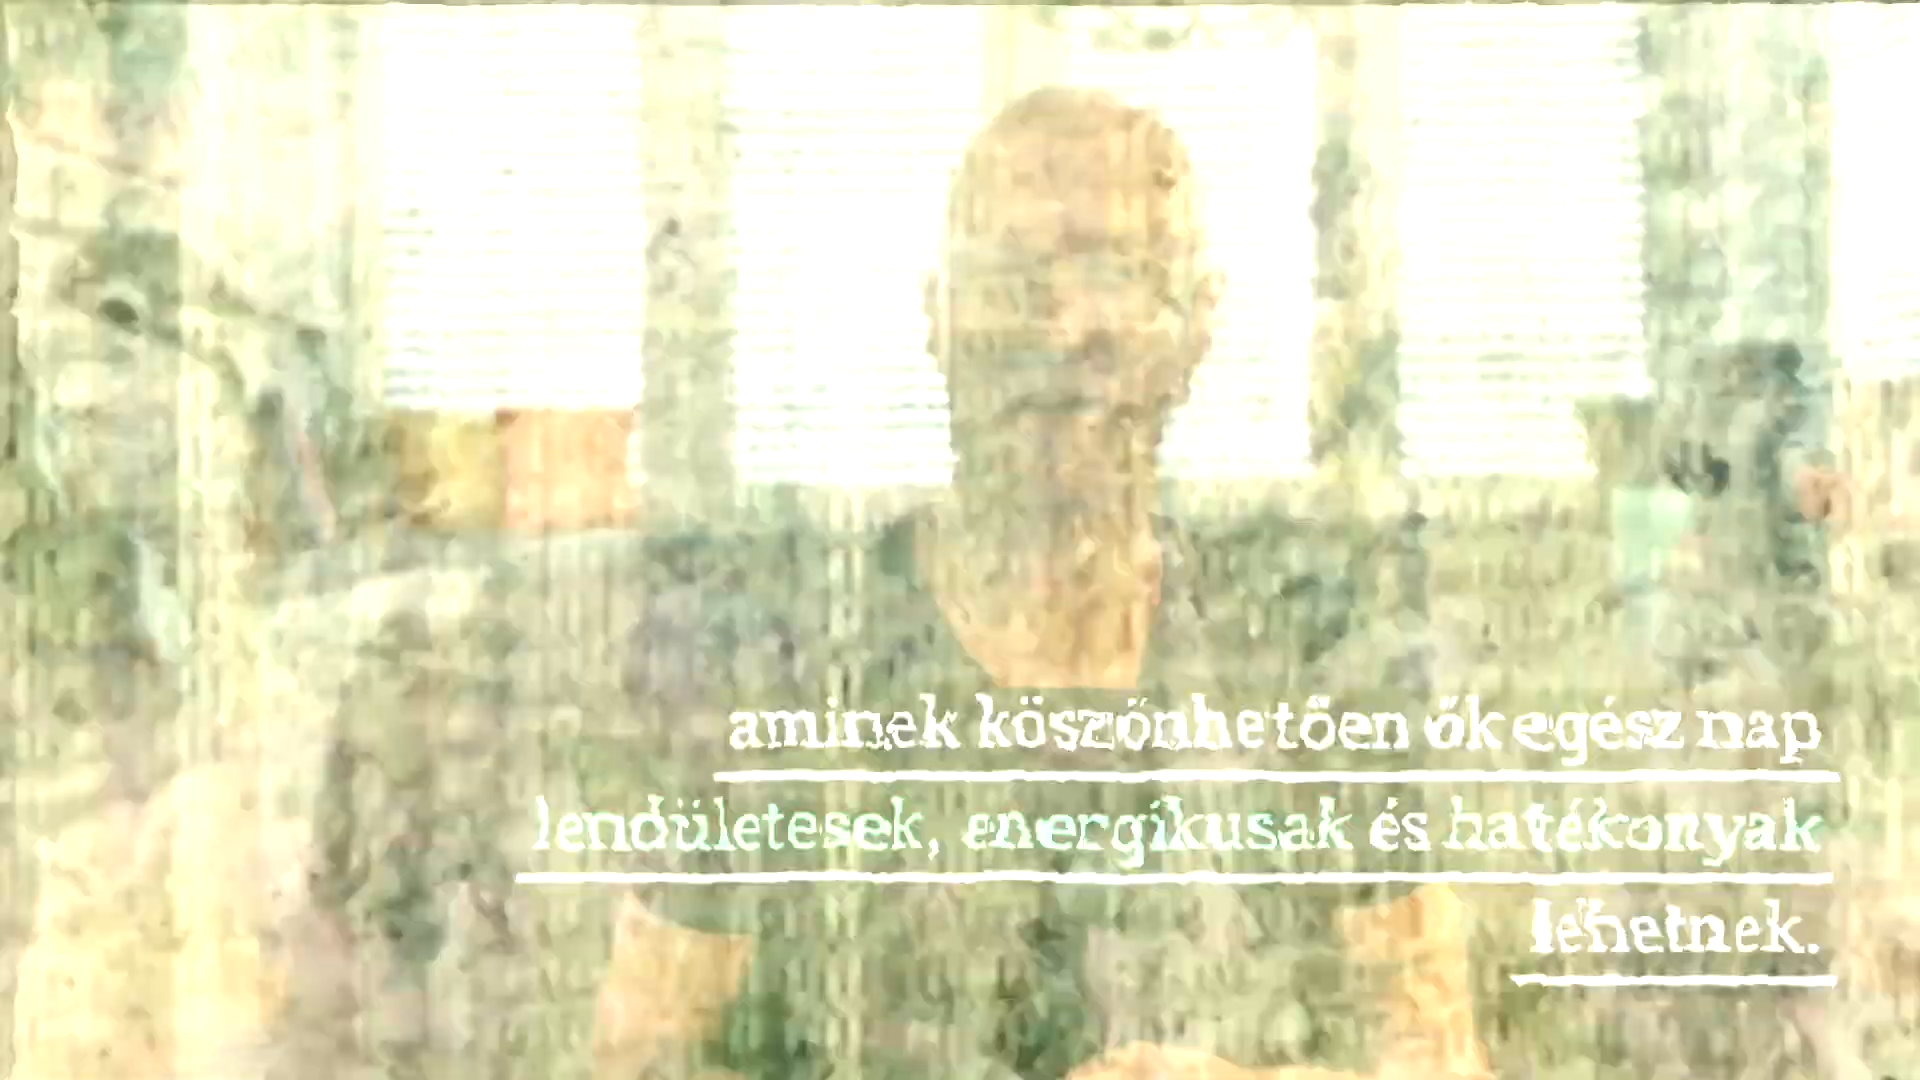 aminek köszönhetően ők egész nap
lendületesek, energikusak és hatékonyak
lehetnek.